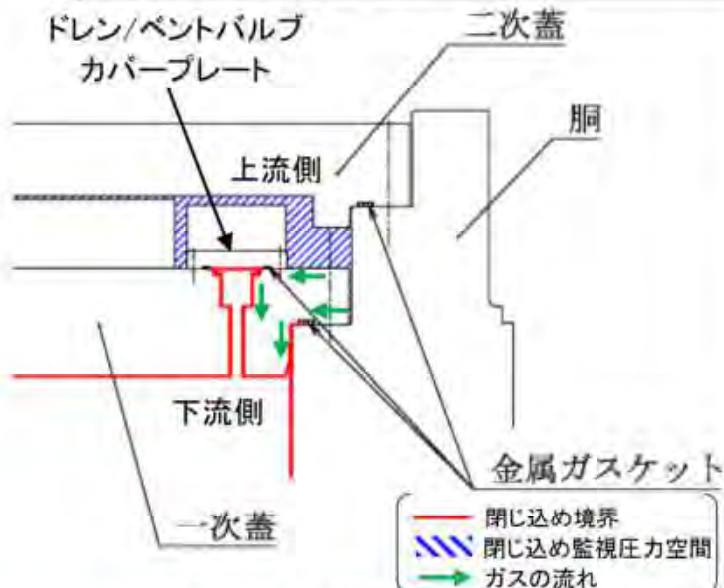 ドレン/ベントバルブ
カバープレート
二次蓋
胴
上流側
下流側
金属ガスケット
一次蓋
閉じ込め境界
閉じ込め監視圧力空間
ガスの流れ